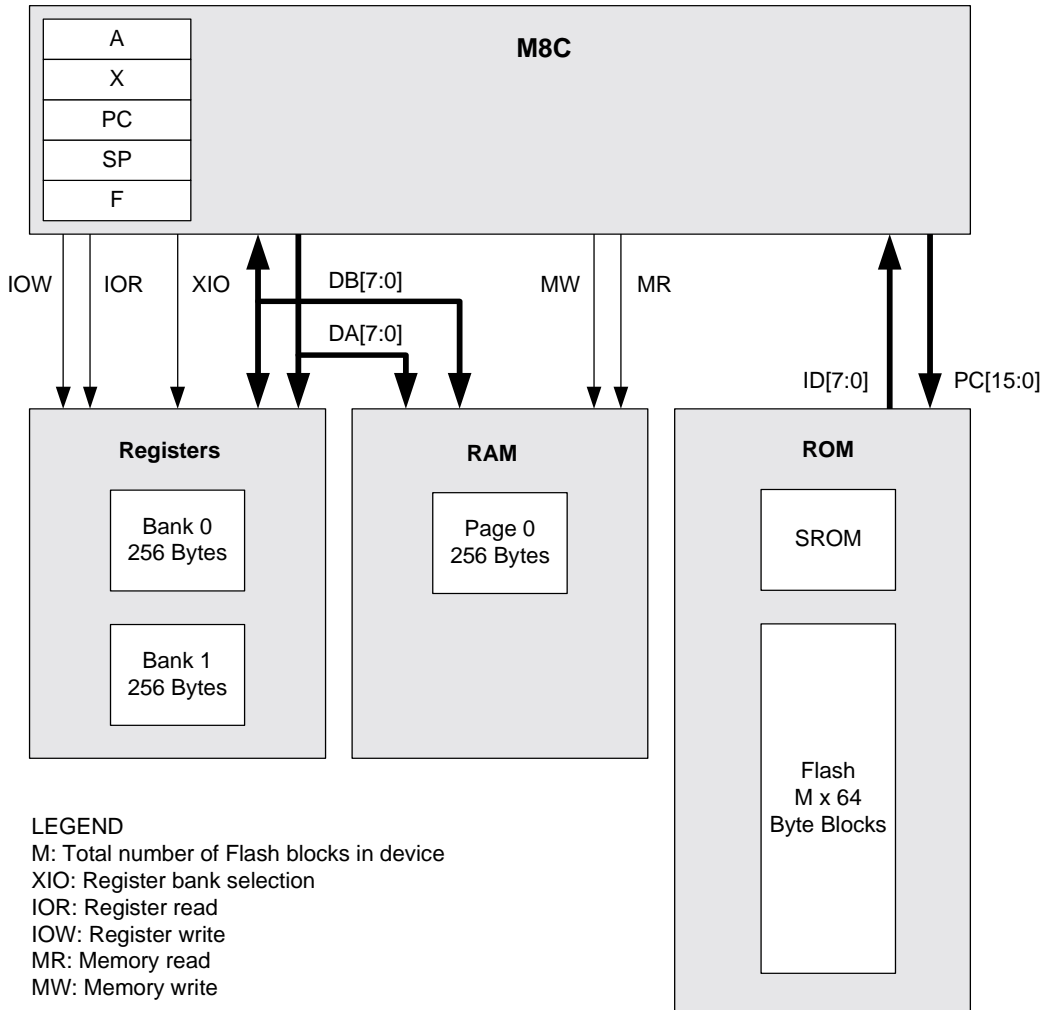 A
X
PC
SP
F
M8C
IOW
IOR
XIO
DB[7:0]
DA[7:0]
MW
MR
ID[7:0]
PC[15:0]
Registers
Bank 0
256 Bytes
Bank 1
256 Bytes
RAM
Page 0
256 Bytes
ROM
SROM
Flash
M x 64
Byte Blocks
LEGEND
M: Total number of Flash blocks in device
XIO: Register bank selection
IOR: Register read
IOW: Register write
MR: Memory read
MW: Memory write